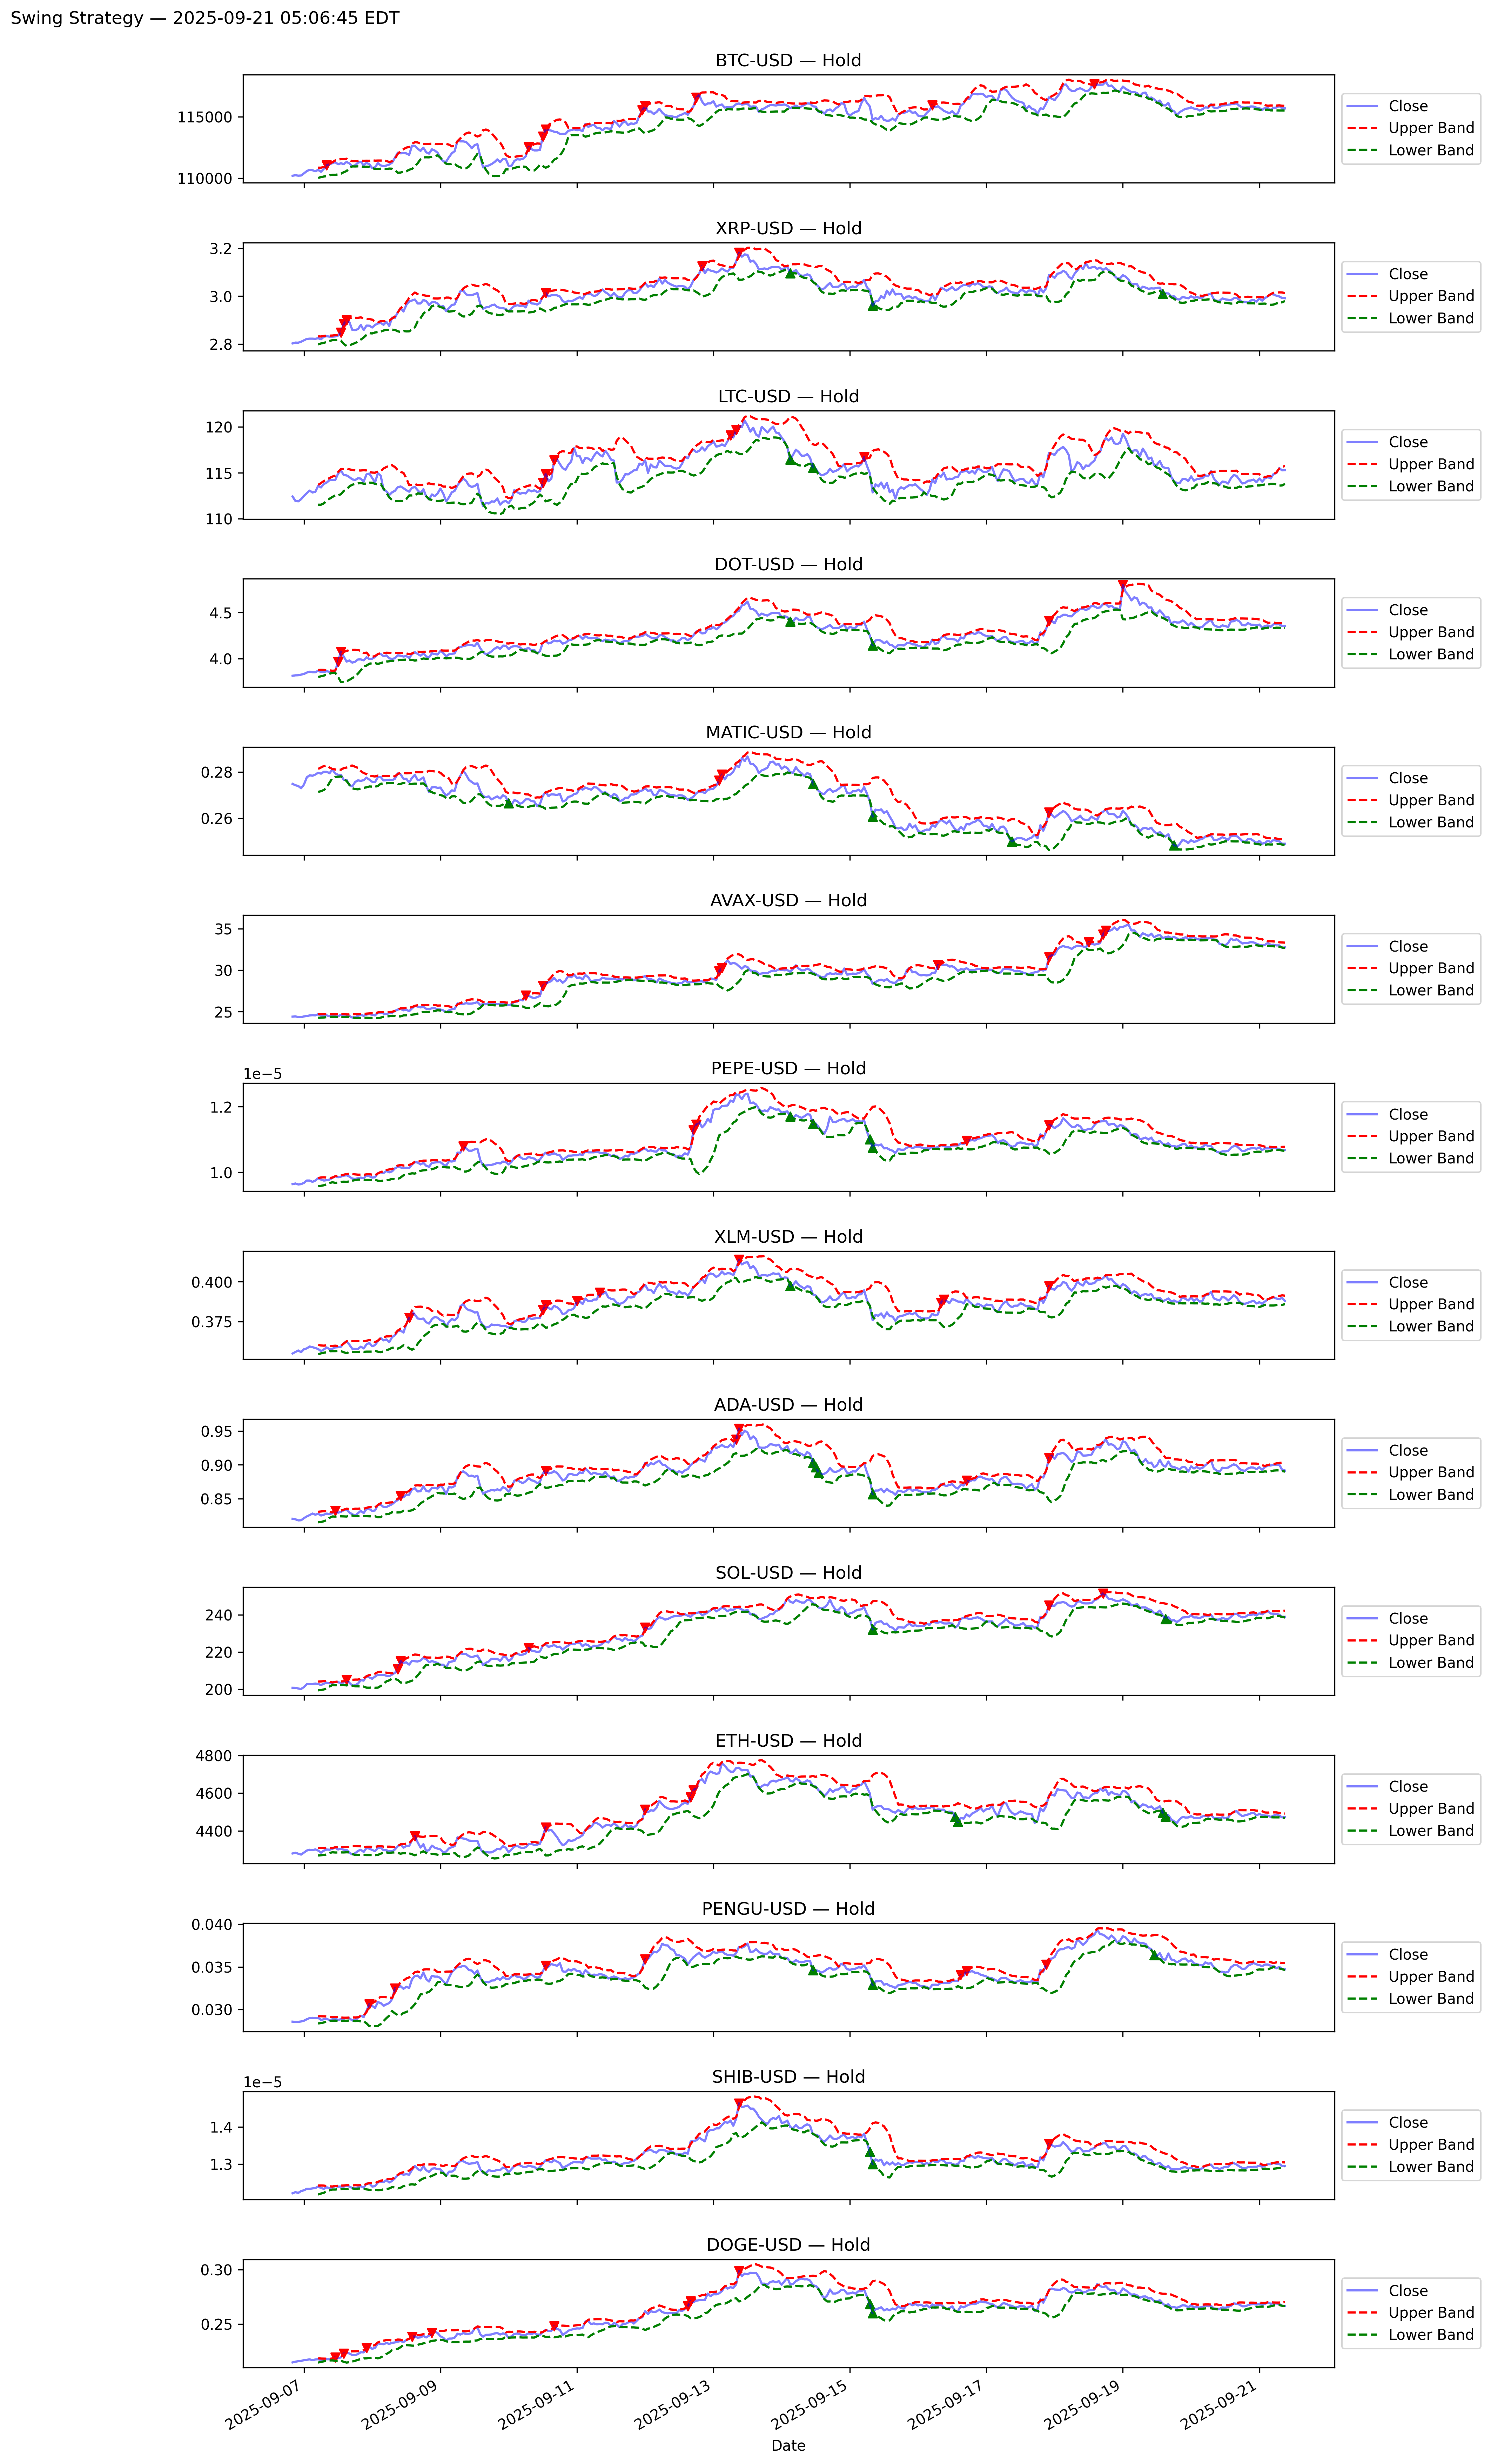 Swing Strategy — 2025-09-21 05:06:45 EDT
BTC-USD — Hold
115000
110000
Close
Upper Band
Lower Band
XRP-USD — Hold
3.2
3.0
2.8
Close
Upper Band
Lower Band
LTC-USD — Hold
120
115
110
Close
Upper Band
Lower Band
DOT-USD — Hold
4.5
4.0
Close
Upper Band
Lower Band
MATIC-USD — Hold
0.28
0.26
Close
Upper Band
Lower Band
AVAX-USD — Hold
35
30
25
Close
Upper Band
Lower Band
PEPE-USD — Hold
1e−5
1.2
1.0
Close
Upper Band
Lower Band
XLM-USD — Hold
0.400
0.375
Close
Upper Band
Lower Band
ADA-USD — Hold
0.95
0.90
0.85
Close
Upper Band
Lower Band
SOL-USD — Hold
240
220
200
Close
Upper Band
Lower Band
ETH-USD — Hold
4800
4600
4400
Close
Upper Band
Lower Band
PENGU-USD — Hold
0.040
0.035
0.030
Close
Upper Band
Lower Band
SHIB-USD — Hold
1e−5
1.4
1.3
Close
Upper Band
Lower Band
DOGE-USD — Hold
0.30
0.25
Close
Upper Band
Lower Band
2025-09-07
2025-09-09
2025-09-11
2025-09-13
2025-09-15
2025-09-17
2025-09-19
2025-09-21
Date